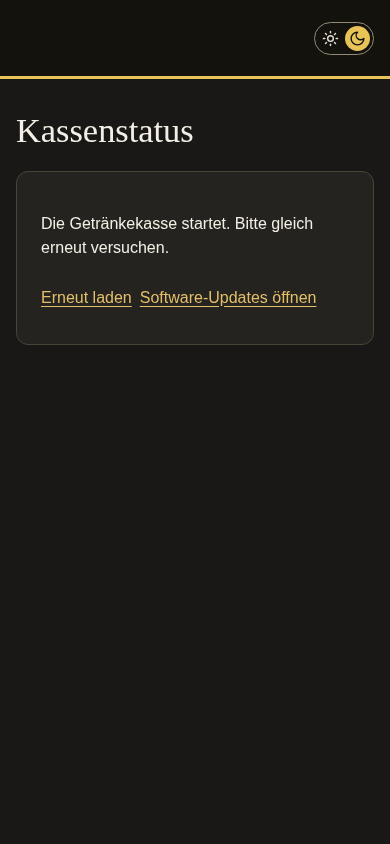 Kassenstatus
Die Getränkekasse startet. Bitte gleich
erneut versuchen.
Erneut laden Software-Updates öffnen